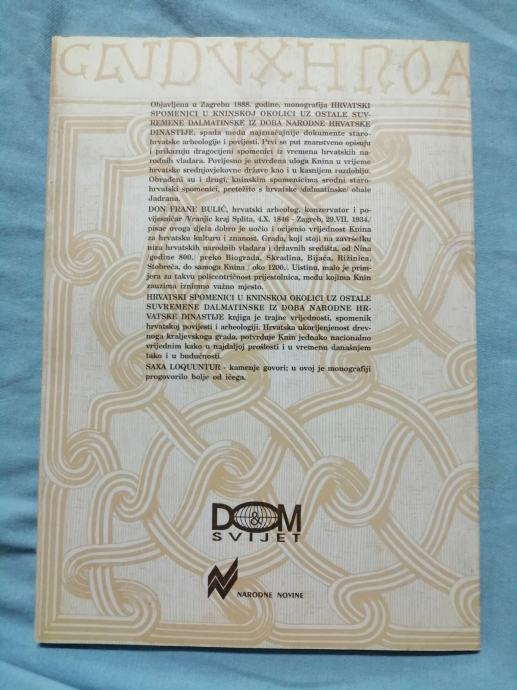 Objavljena u Zagrebu 1888. godine, monografija HRVATSKI
SPOMENICI U KNINSKOJ OKOLICI UZ OSTALE SUV-
REMENE DALMATINSKE IZ DOBA NARODNE HRVATSKE
DINASTIJE, spada među najznačajnije dokumente staro-
hrvatske arheologije i povijesti. Prvi se put znanstveno opisuju
i prikazuju dragocijeni spomenici iz vremena hrvatskih na-
rodnih vladara. Povijesno je utvrđena uloga Knina u vrijeme
hrvatske srednjovjekovne države kao i u kasnijem razdoblju.
Obrađeni su i drugi, kninskim spomenicima srodni staro-
hrvatski spomenici, pretežito s hrvatske /dalmatinske/ obale
Jadrana.
DON FRANE BULIĆ, hrvatski arheolog, konzervator i po-
vijesničar /Vranjic kraj Splita, 4.X. 1846 - Zagreb, 29.VII. 1934./
pisac ovoga djela dobro je uočio i ocijenio vrijednost Knina
za hrvatsku kulturu i znanost. Grada, koji stoji na završetku
niza hrvatskih narodnih vladara i državnih središta, od Nina
/godine 800./ preko Biograda, Skradina, Bijaća, Rižinica,
Stobreča, do samoga Knina / oko 1200./. Uistinu, malo je prim-
jera za takvu policentričnost prijestolnica, među kojima Knin
zauzima iznimno važno mjesto.
HRVATSKI SPOMENICI U KNINSKOJ OKOLICI UZ OSTALE
SUVREMENE DALMATINSKE IZ DOBA NARODNE HR-
VATSKE DINASTIJE knjiga je trajne vrijednosti, spomenik
hrvatskoj povijesti i arheologiji. Hrvatska ukorijenjenost drev-
noga kraljevskoga grada, potvrđuje Knin jednako nacionalno
vrijednim kako u najdaljoj prošlosti i u vremenu današnjem
tako i u budućnosti.
SAXA LOQUUNTUR - kamenje govori; u ovoj je monografiji
progovorilo bolje od ičega.
DOM
&
SVIJET
NARODNE NOVINE